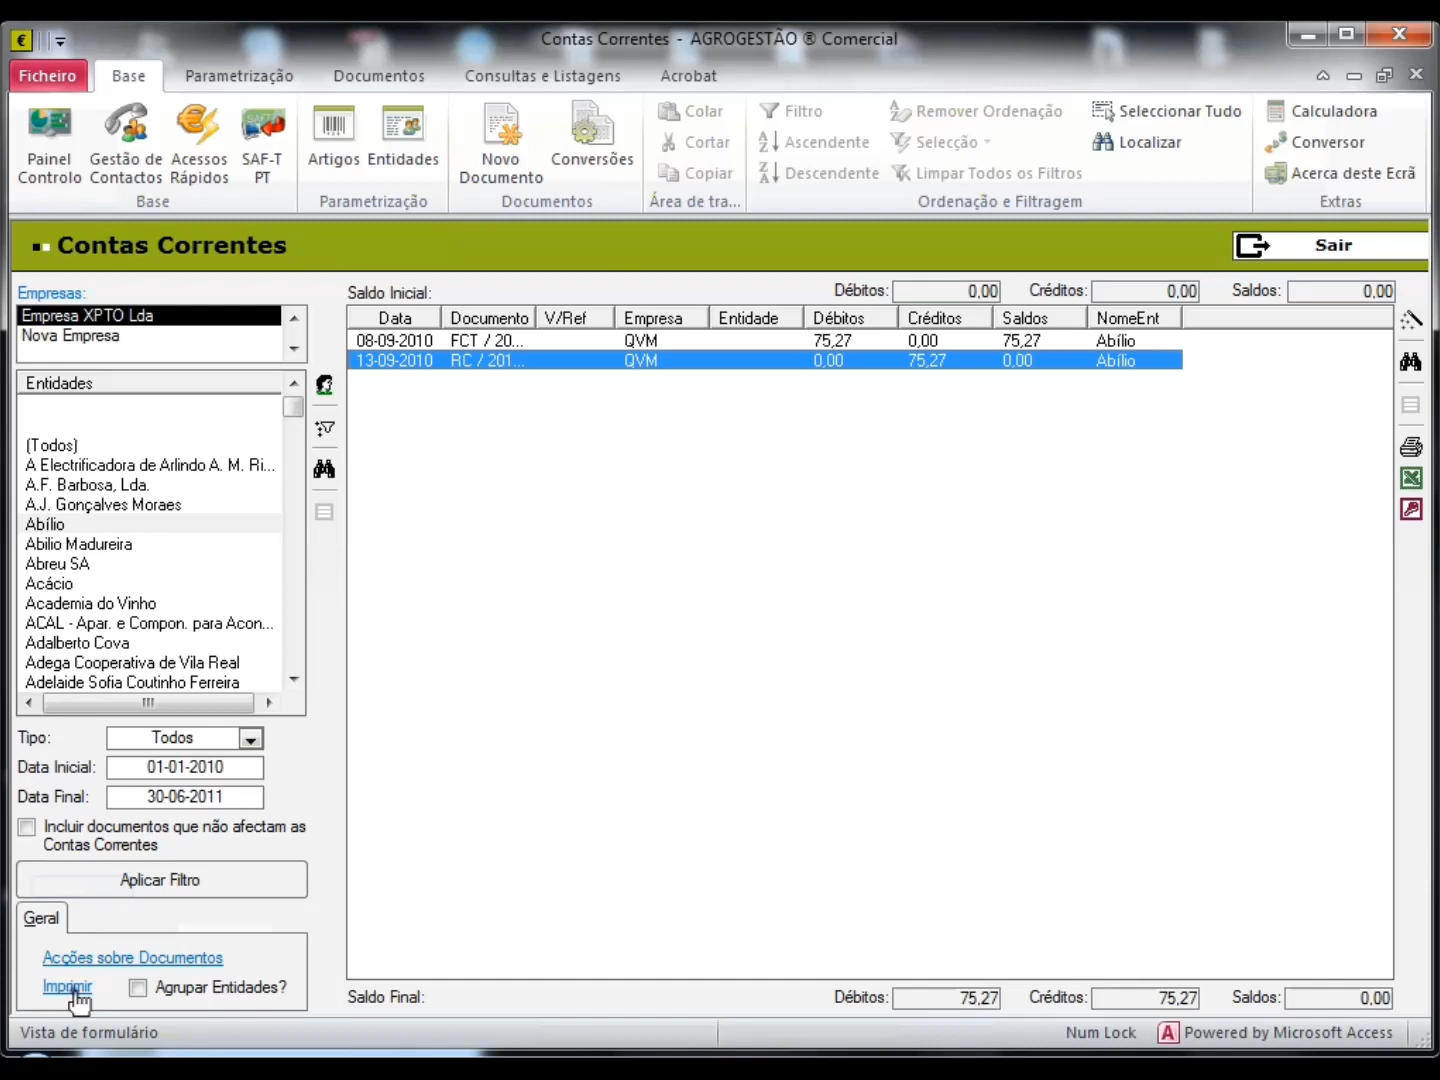 Contas Correntes - AGROGESTÃO ® Comercial
Ficheiro Base Parametrização Documentos Consultas e Listagens Acrobat
Painel Controlo
Gestão de Contactos
Acessos Rápidos
SAF-T PT
Base
Artigos Entidades
Parametrização
Novo Documento
Conversões
Documentos
Colar
Cortar
Copiar
Área de tra...
Filtro
Ascendente
Descendente
Remover Ordenação
Selecção
Limpar Todos os Filtros
Ordenação e Filtragem
Seleccionar Tudo
Localizar
Calculadora
Conversor
Acerca deste Ecrã
Extras
Contas Correntes
Sair
Empresas:
Empresa XPTO Lda
Nova Empresa
Entidades
(Todos)
A Electrificadora de Arlindo A. M. Ri...
A.F. Barbosa, Lda.
A.J. Gonçalves Moraes
Abílio
Abilio Madureira
Abreu SA
Acácio
Academia do Vinho
ACAL - Apar. e Compon. para Acon...
Adalberto Cova
Adega Cooperativa de Vila Real
Adelaide Sofia Coutinho Ferreira
Tipo: Todos
Data Inicial: 01-01-2010
Data Final: 30-06-2011
Incluir documentos que não afectam as
Contas Correntes
Aplicar Filtro
Geral
Acções sobre Documentos
Imprimir Agrupar Entidades?
Saldo Inicial: Débitos: 0,00 Créditos: 0,00 Saldos: 0,00
Data Documento V/Ref Empresa Entidade Débitos Créditos Saldos NomeEnt
08-09-2010 FCT / 20... QVM 75,27 0,00 75,27 Abílio
13-09-2010 RC / 201... QVM 0,00 75,27 0,00 Abílio
Saldo Final: Débitos: 75,27 Créditos: 75,27 Saldos: 0,00
Vista de formulário Num Lock Powered by Microsoft Access